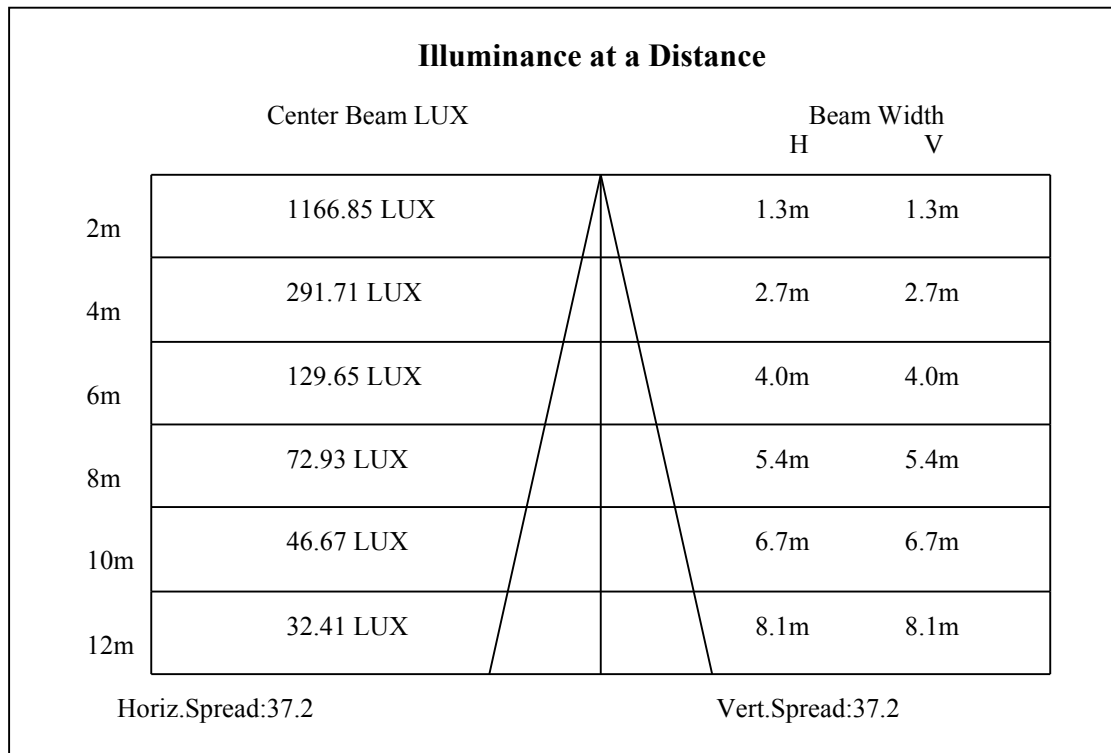 Illuminance at a Distance
Center Beam LUX Beam Width
H V
2m 1166.85 LUX 1.3m 1.3m
4m 291.71 LUX 2.7m 2.7m
6m 129.65 LUX 4.0m 4.0m
8m 72.93 LUX 5.4m 5.4m
10m 46.67 LUX 6.7m 6.7m
12m 32.41 LUX 8.1m 8.1m
Horiz.Spread:37.2 Vert.Spread:37.2